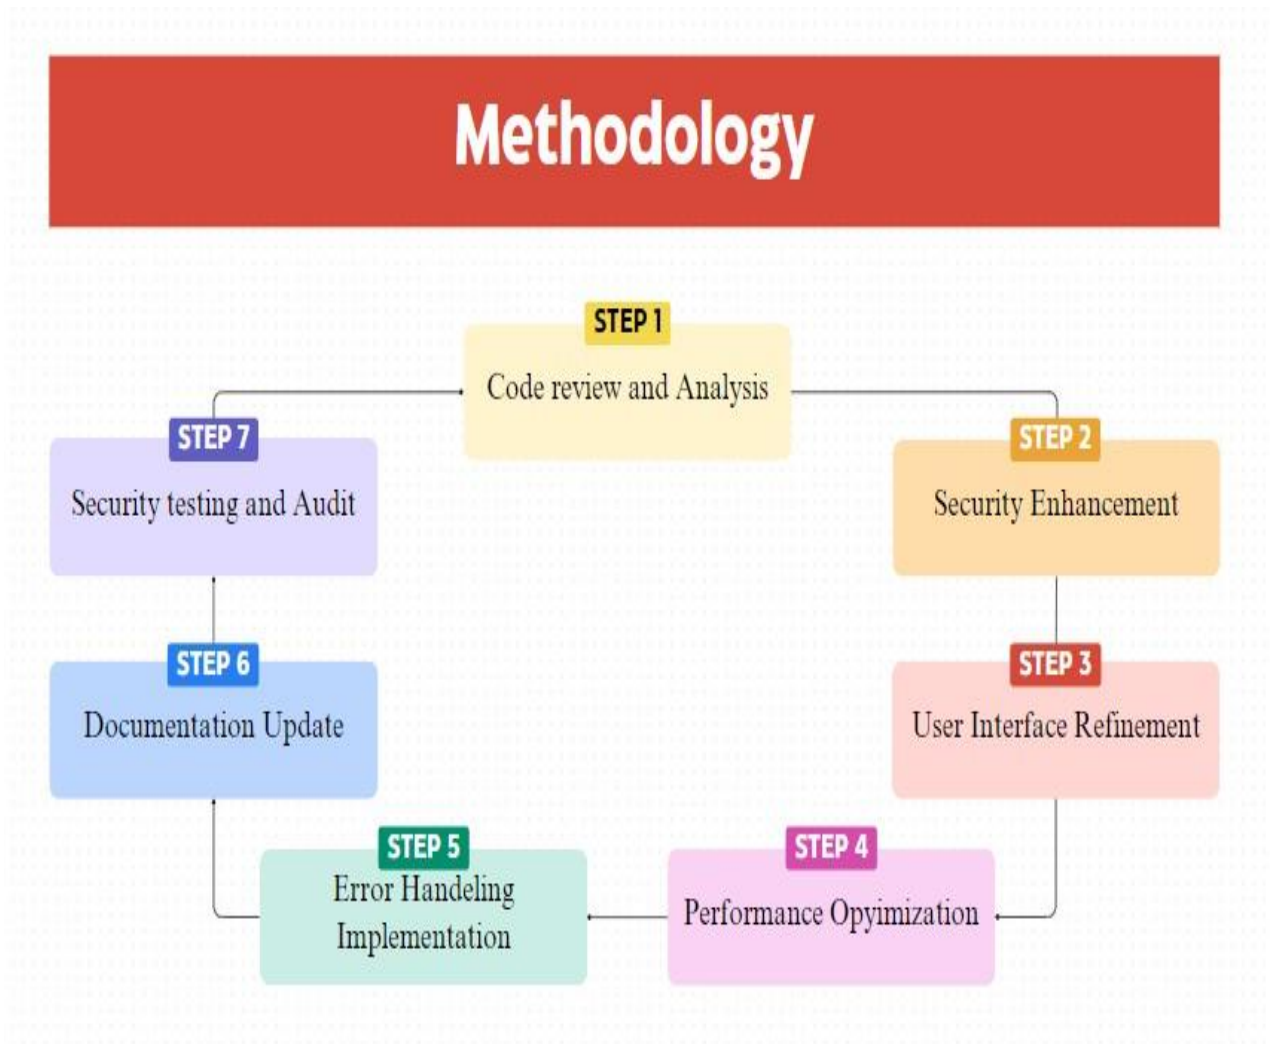 Methodology
STEP 1
Code review and Analysis
STEP 2
Security Enhancement
STEP 3
User Interface Refinement
STEP 4
Performance Opyimization
STEP 5
Error Handeling
Implementation
STEP 6
Documentation Update
STEP 7
Security testing and Audit